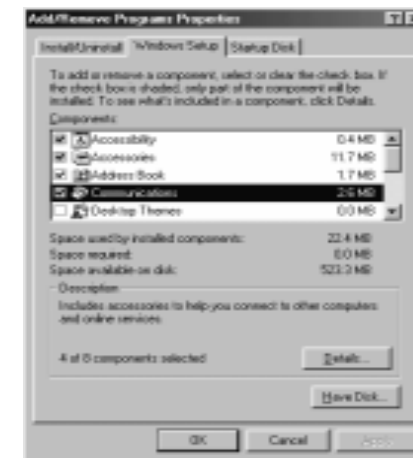 Add/Remove Programs Properties
Install/Uninstall Windows Setup Startup Disk
To add or remove a component, select or clear the check box. If
the check box is shaded, only part of the component will be
installed. To see what's included in a component, click Details.
Components:
Accessibility 0.4 MB
Accessories 11.7 MB
Address Book 1.7 MB
Communications 2.6 MB
Desktop Themes 0.0 MB
Space used by installed components: 22.4 MB
Space required: 0.0 MB
Space available on disk: 523.3 MB
Description
Includes accessories to help you connect to other computers
and online services.
4 of 8 components selected
Details...
Have Disk...
OK Cancel Apply